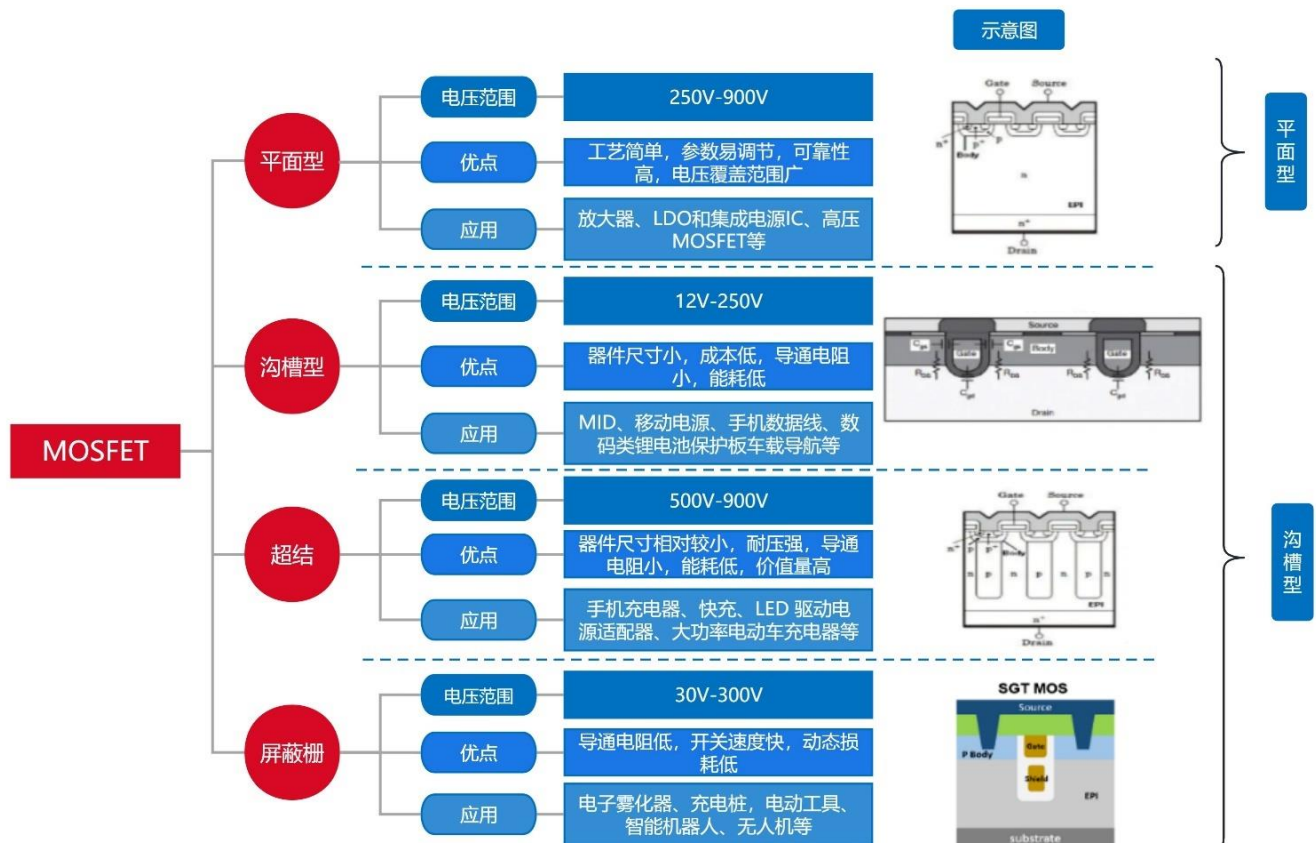 示意图
MOSFET
平面型
电压范围
250V-900V
优点
工艺简单，参数易调节，可靠性
高，电压覆盖范围广
应用
放大器、LDO和集成电源IC、高压
MOSFET等
Gate
Source
n⁺
P⁺
P
Body
n
EPI
n⁺
Drain
平
面
型
沟槽型
电压范围
12V-250V
优点
器件尺寸小，成本低，导通电阻
小，能耗低
应用
MID、移动电源、手机数据线、数
码类锂电池保护板车载导航等
Source
Gate
Body
Gate
Drain
超结
电压范围
500V-900V
优点
器件尺寸相对较小，耐压强，导通
电阻小，能耗低，价值量高
应用
手机充电器、快充、LED 驱动电
源适配器、大功率电动车充电器等
Gate
Source
n⁺
P
P⁺
Body
n
p
n
p
n
p
n
EPI
n⁺
Drain
沟
槽
型
屏蔽栅
电压范围
30V-300V
优点
导通电阻低，开关速度快，动态损
耗低
应用
电子雾化器、充电桩，电动工具、
智能机器人、无人机等
SGT MOS
Source
Gate
P Body
Shield
EPI
substrate